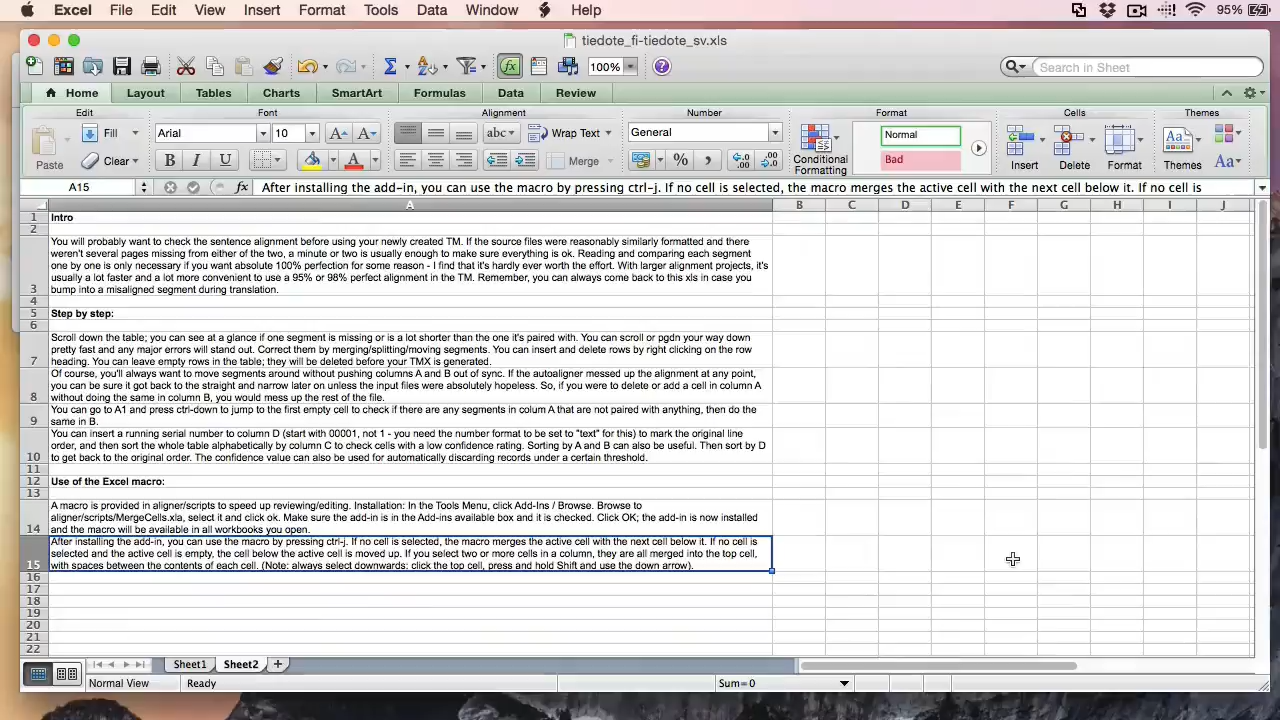 Excel File Edit View Insert Format Tools Data Window Help 95%
tiedote_fi-tiedote_sv.xls
100% Search in Sheet
Home Layout Tables Charts SmartArt Formulas Data Review
Edit Font Alignment Number Format Cells Themes
Paste Fill Arial 10 abc Wrap Text General Conditional Formatting Normal Insert Delete Format Themes Aa
Clear B I U A Merge % Bad
A15 fx After installing the add-in, you can use the macro by pressing ctrl-j. If no cell is selected, the macro merges the active cell with the next cell below it. If no cell is
A B C D E F G H I J
1 Intro
2
You will probably want to check the sentence alignment before using your newly created TM. If the source files were reasonably similarly formatted and there
weren't several pages missing from either of the two, a minute or two is usually enough to make sure everything is ok. Reading and comparing each segment
one by one is only necessary if you want absolute 100% perfection for some reason - I find that it's hardly ever worth the effort. With larger alignment projects, it's
usually a lot faster and a lot more convenient to use a 95% or 98% perfect alignment in the TM. Remember, you can always come back to this xls in case you
3 bump into a misaligned segment during translation.
4
5 Step by step:
6
Scroll down the table; you can see at a glance if one segment is missing or is a lot shorter than the one it's paired with. You can scroll or pgdn your way down
pretty fast and any major errors will stand out. Correct them by merging/splitting/moving segments. You can insert and delete rows by right clicking on the row
7 heading. You can leave empty rows in the table; they will be deleted before your TMX is generated.
Of course, you'll always want to move segments around without pushing columns A and B out of sync. If the autoaligner messed up the alignment at any point,
you can be sure it got back to the straight and narrow later on unless the input files were absolutely hopeless. So, if you were to delete or add a cell in column A
8 without doing the same in column B, you would mess up the rest of the file.
You can go to A1 and press ctrl-down to jump to the first empty cell to check if there are any segments in colum A that are not paired with anything, then do the
9 same in B.
You can insert a running serial number to column D (start with 00001, not 1 - you need the number format to be set to "text" for this) to mark the original line
order, and then sort the whole table alphabetically by column C to check cells with a low confidence rating. Sorting by A and B can also be useful. Then sort by D
10 to get back to the original order. The confidence value can also be used for automatically discarding records under a certain threshold.
11
12 Use of the Excel macro:
13
A macro is provided in aligner/scripts to speed up reviewing/editing. Installation: In the Tools Menu, click Add-Ins / Browse. Browse to
aligner/scripts/MergeCells.xla, select it and click ok. Make sure the add-in is in the Add-ins available box and it is checked. Click OK; the add-in is now installed
14 and the macro will be available in all workbooks you open.
After installing the add-in, you can use the macro by pressing ctrl-j. If no cell is selected, the macro merges the active cell with the next cell below it. If no cell is
selected and the active cell is empty, the cell below the active cell is moved up. If you select two or more cells in a column, they are all merged into the top cell,
15 with spaces between the contents of each cell. (Note: always select downwards: click the top cell, press and hold Shift and use the down arrow).
16
17
18
19
20
21
22
Sheet1 Sheet2
Normal View Ready Sum=0